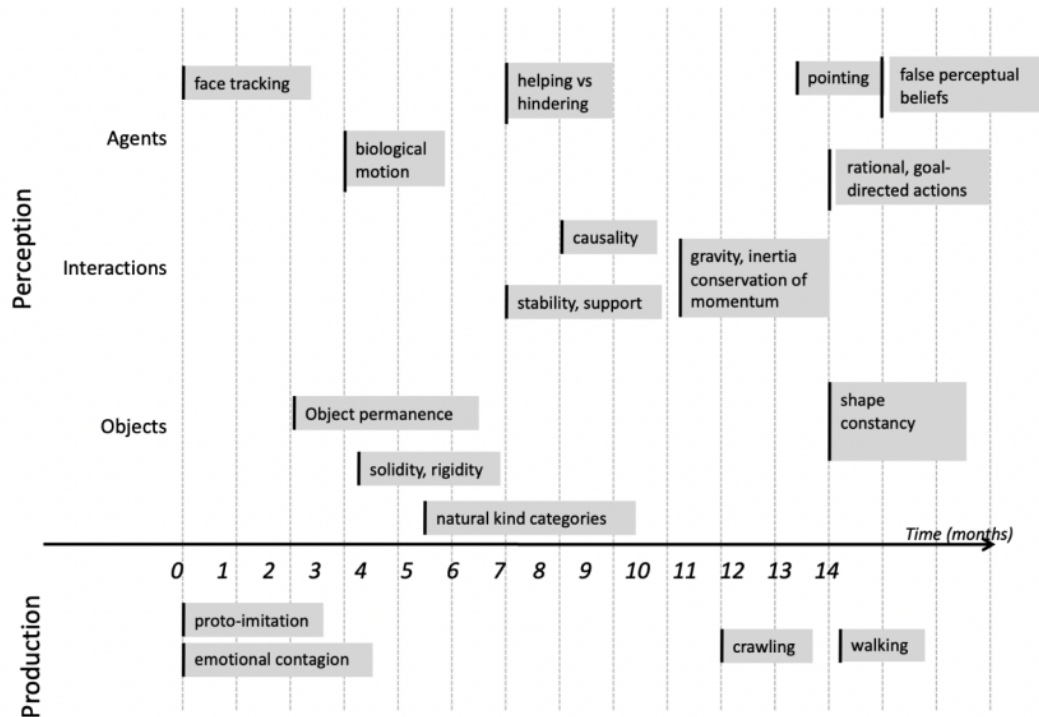 face tracking
helping vs
hindering
pointing
false perceptual
beliefs
Agents
biological
motion
rational, goal-
directed actions
Perception
Interactions
causality
gravity, inertia
conservation of
momentum
stability, support
Objects
Object permanence
shape
constancy
solidity, rigidity
natural kind categories
Time (months)
0 1 2 3 4 5 6 7 8 9 10 11 12 13 14
Production
proto-imitation
emotional contagion
crawling
walking